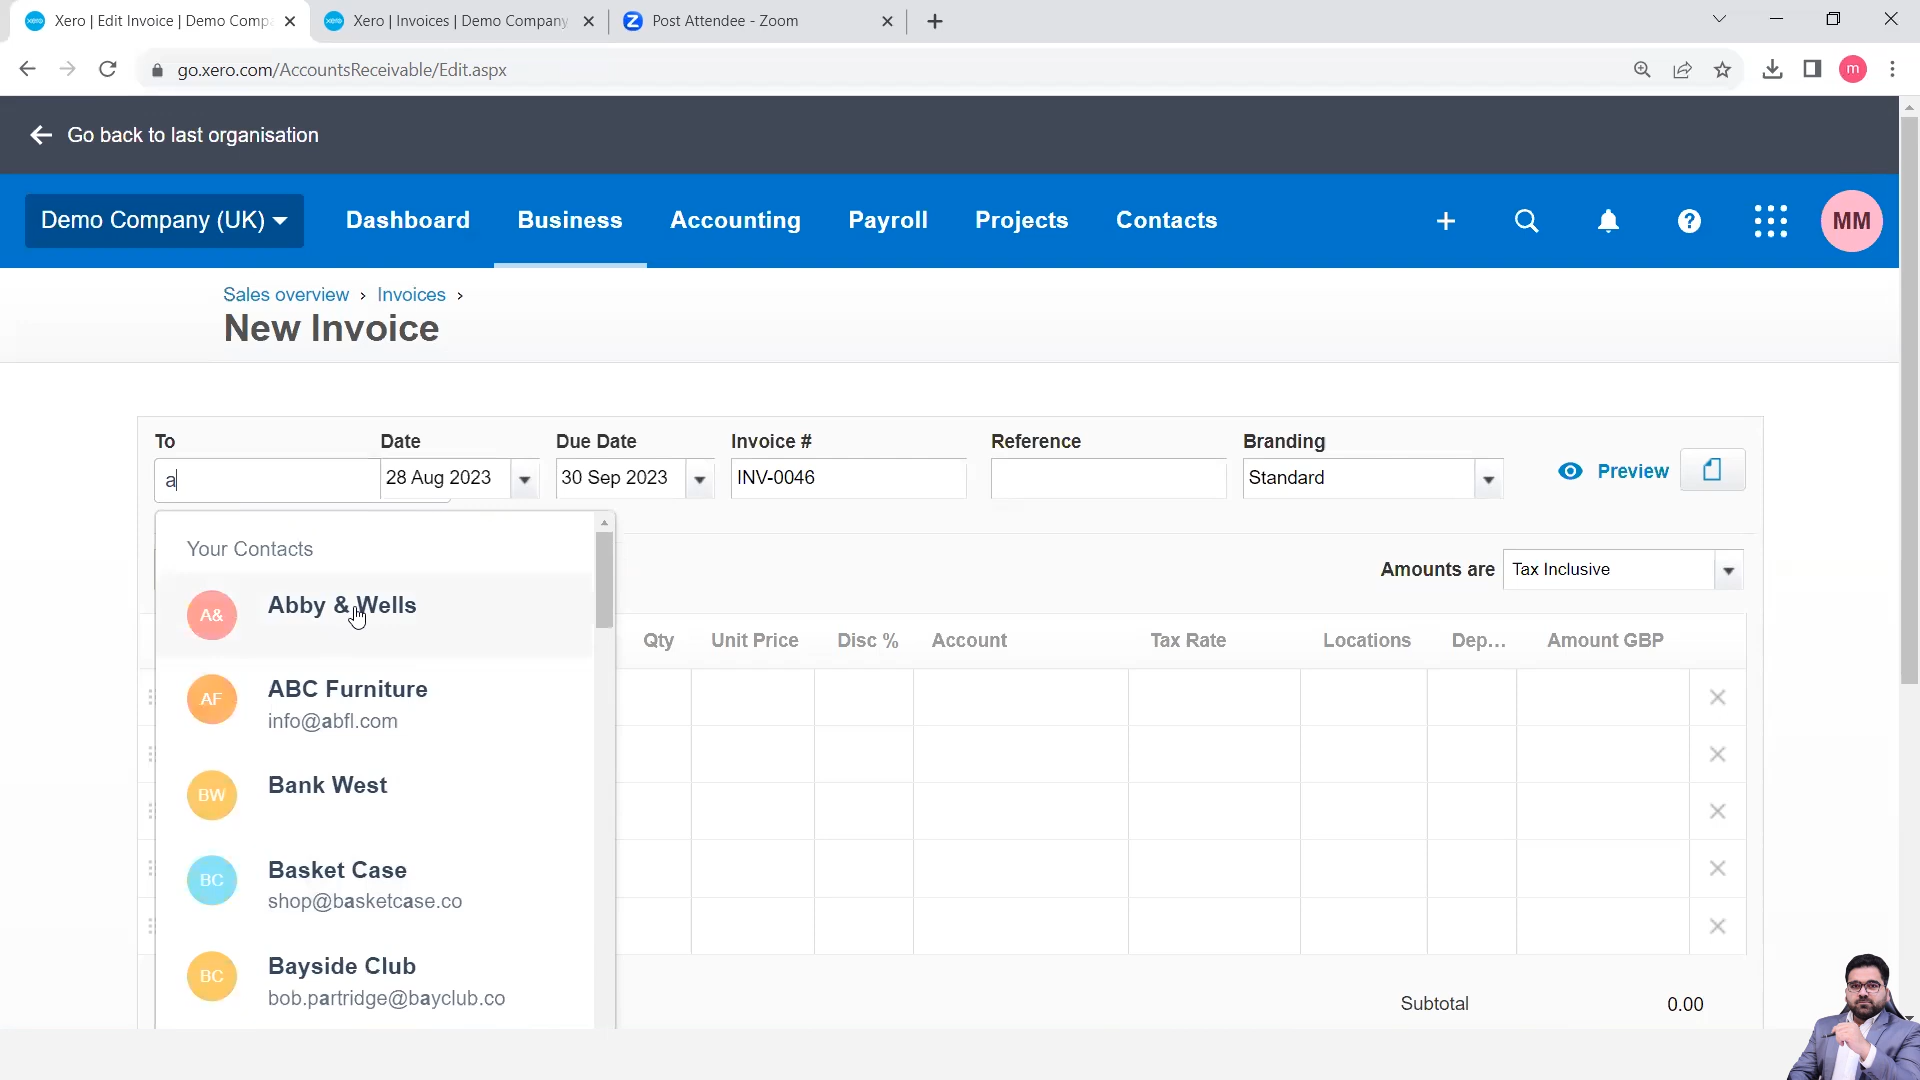 Xero | Edit Invoice | Demo Compa
Xero | Invoices | Demo Company
Post Attendee - Zoom
go.xero.com/AccountsReceivable/Edit.aspx
m
Go back to last organisation
Demo Company (UK)
Dashboard
Business
Accounting
Payroll
Projects
Contacts
MM
Sales overview › Invoices ›
New Invoice
To
Date
Due Date
Invoice #
Reference
Branding
a
28 Aug 2023
30 Sep 2023
INV-0046
Standard
Preview
Your Contacts
Amounts are
Tax Inclusive
A&
Abby & Wells
Qty
Unit Price
Disc %
Account
Tax Rate
Locations
Dep...
Amount GBP
AF
ABC Furniture
info@abfl.com
BW
Bank West
BC
Basket Case
shop@basketcase.co
BC
Bayside Club
bob.partridge@bayclub.co
Subtotal
0.00